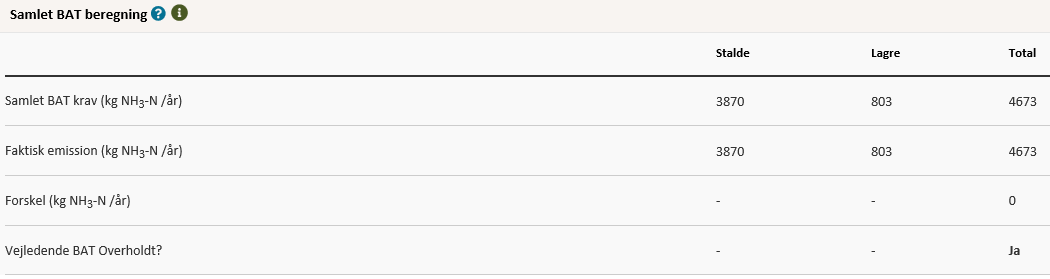 Samlet BAT beregning ? i
Stalde Lagre Total
Samlet BAT krav (kg NH3-N /år) 3870 803 4673
Faktisk emission (kg NH3-N /år) 3870 803 4673
Forskel (kg NH3-N /år) - - 0
Vejledende BAT Overholdt? - - Ja